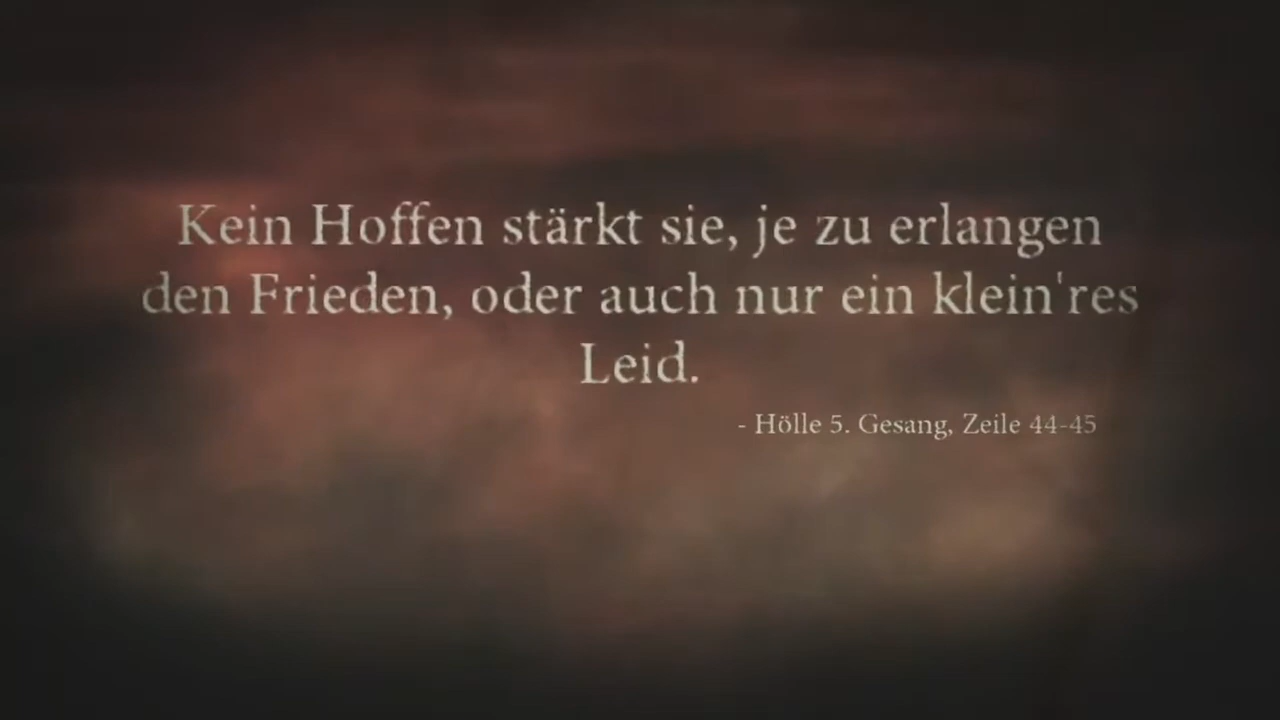 Kein Hoffen stärkt sie, je zu erlangen
den Frieden, oder auch nur ein klein'res
Leid.
- Hölle 5. Gesang, Zeile 44-45